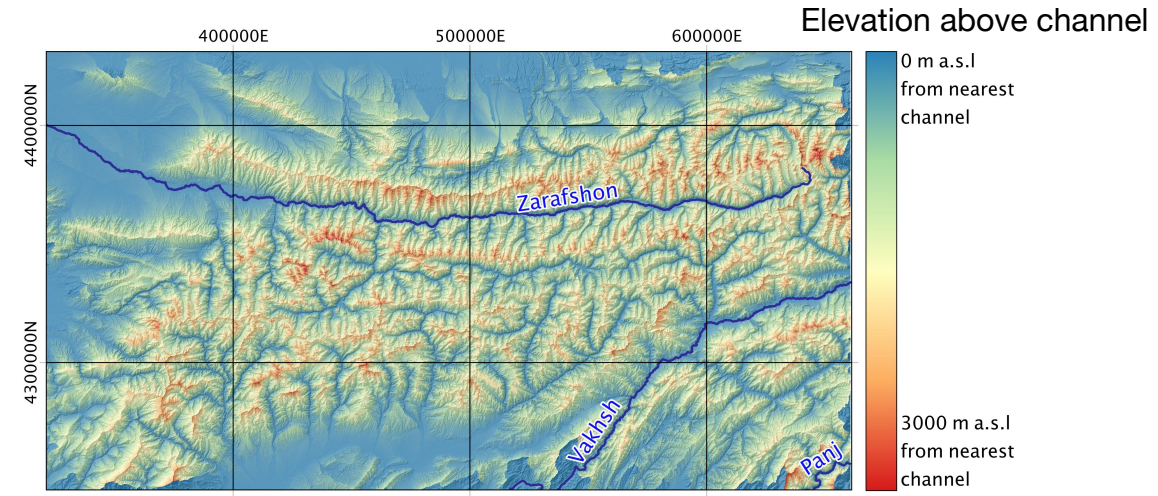 Elevation above channel
400000E
500000E
600000E
4400000N
4300000N
Zarafshon
Vakhsh
Panj
0 m a.s.l
from nearest
channel
3000 m a.s.l
from nearest
channel